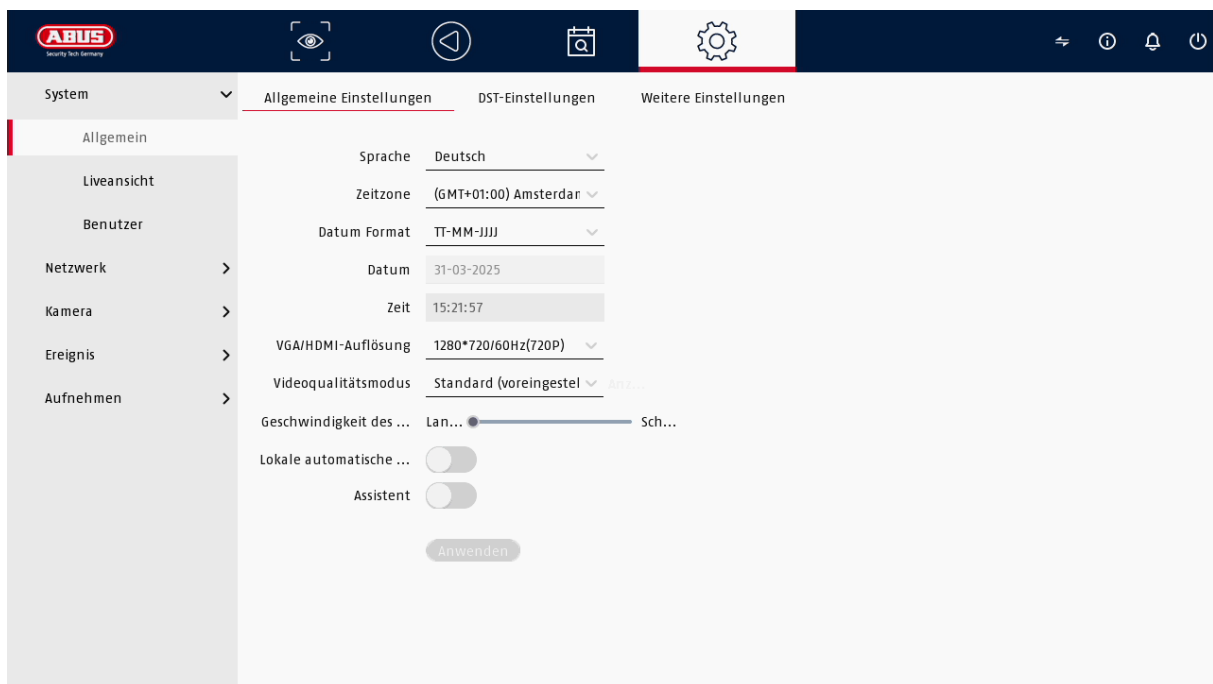 ABUS
Security Tech Germany
System
Allgemeine Einstellungen DST-Einstellungen Weitere Einstellungen
Allgemein
Sprache Deutsch
Liveansicht
Zeitzone (GMT+01:00) Amsterdan
Benutzer
Datum Format TT-MM-JJJJ
Netzwerk
Datum 31-03-2025
Kamera
Zeit 15:21:57
Ereignis
VGA/HDMI-Auflösung 1280*720/60Hz(720P)
Aufnehmen
Videoqualitätsmodus Standard (voreingestel Anz...
Geschwindigkeit des ... Lan... Sch...
Lokale automatische ...
Assistent
Anwenden